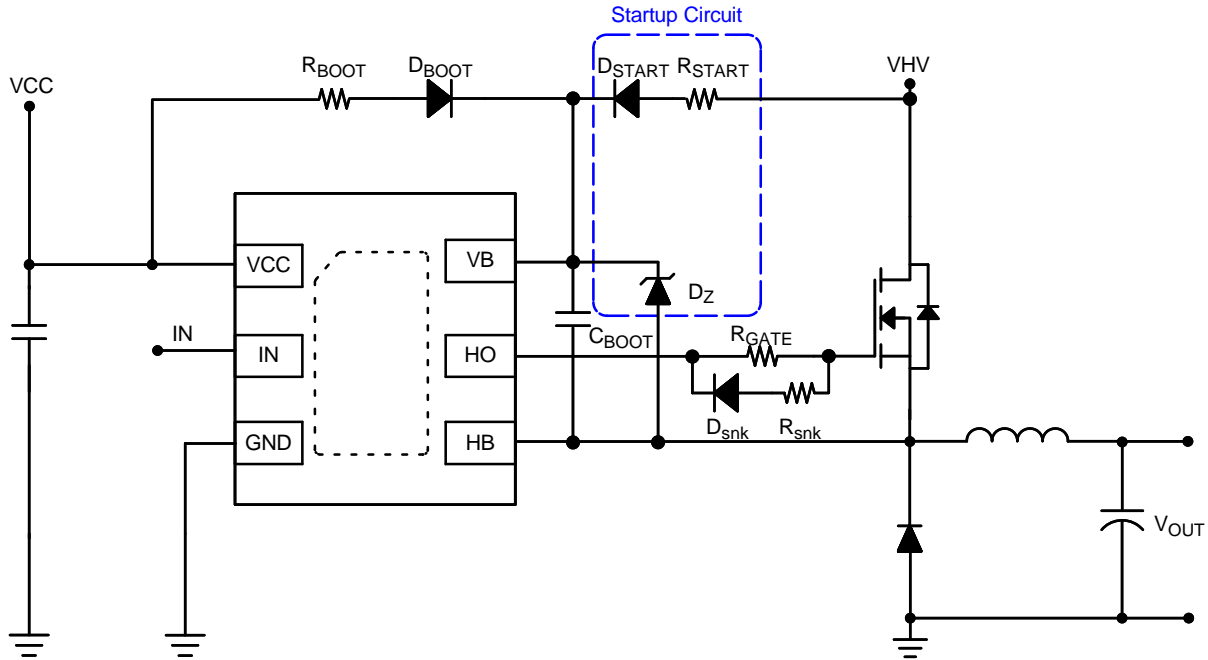 Startup Circuit
VCC
RBOOT
DBOOT
DSTART
RSTART
VHV
VCC
VB
DZ
CBOOT
IN
IN
HO
RGATE
GND
HB
Dsnk
Rsnk
VOUT